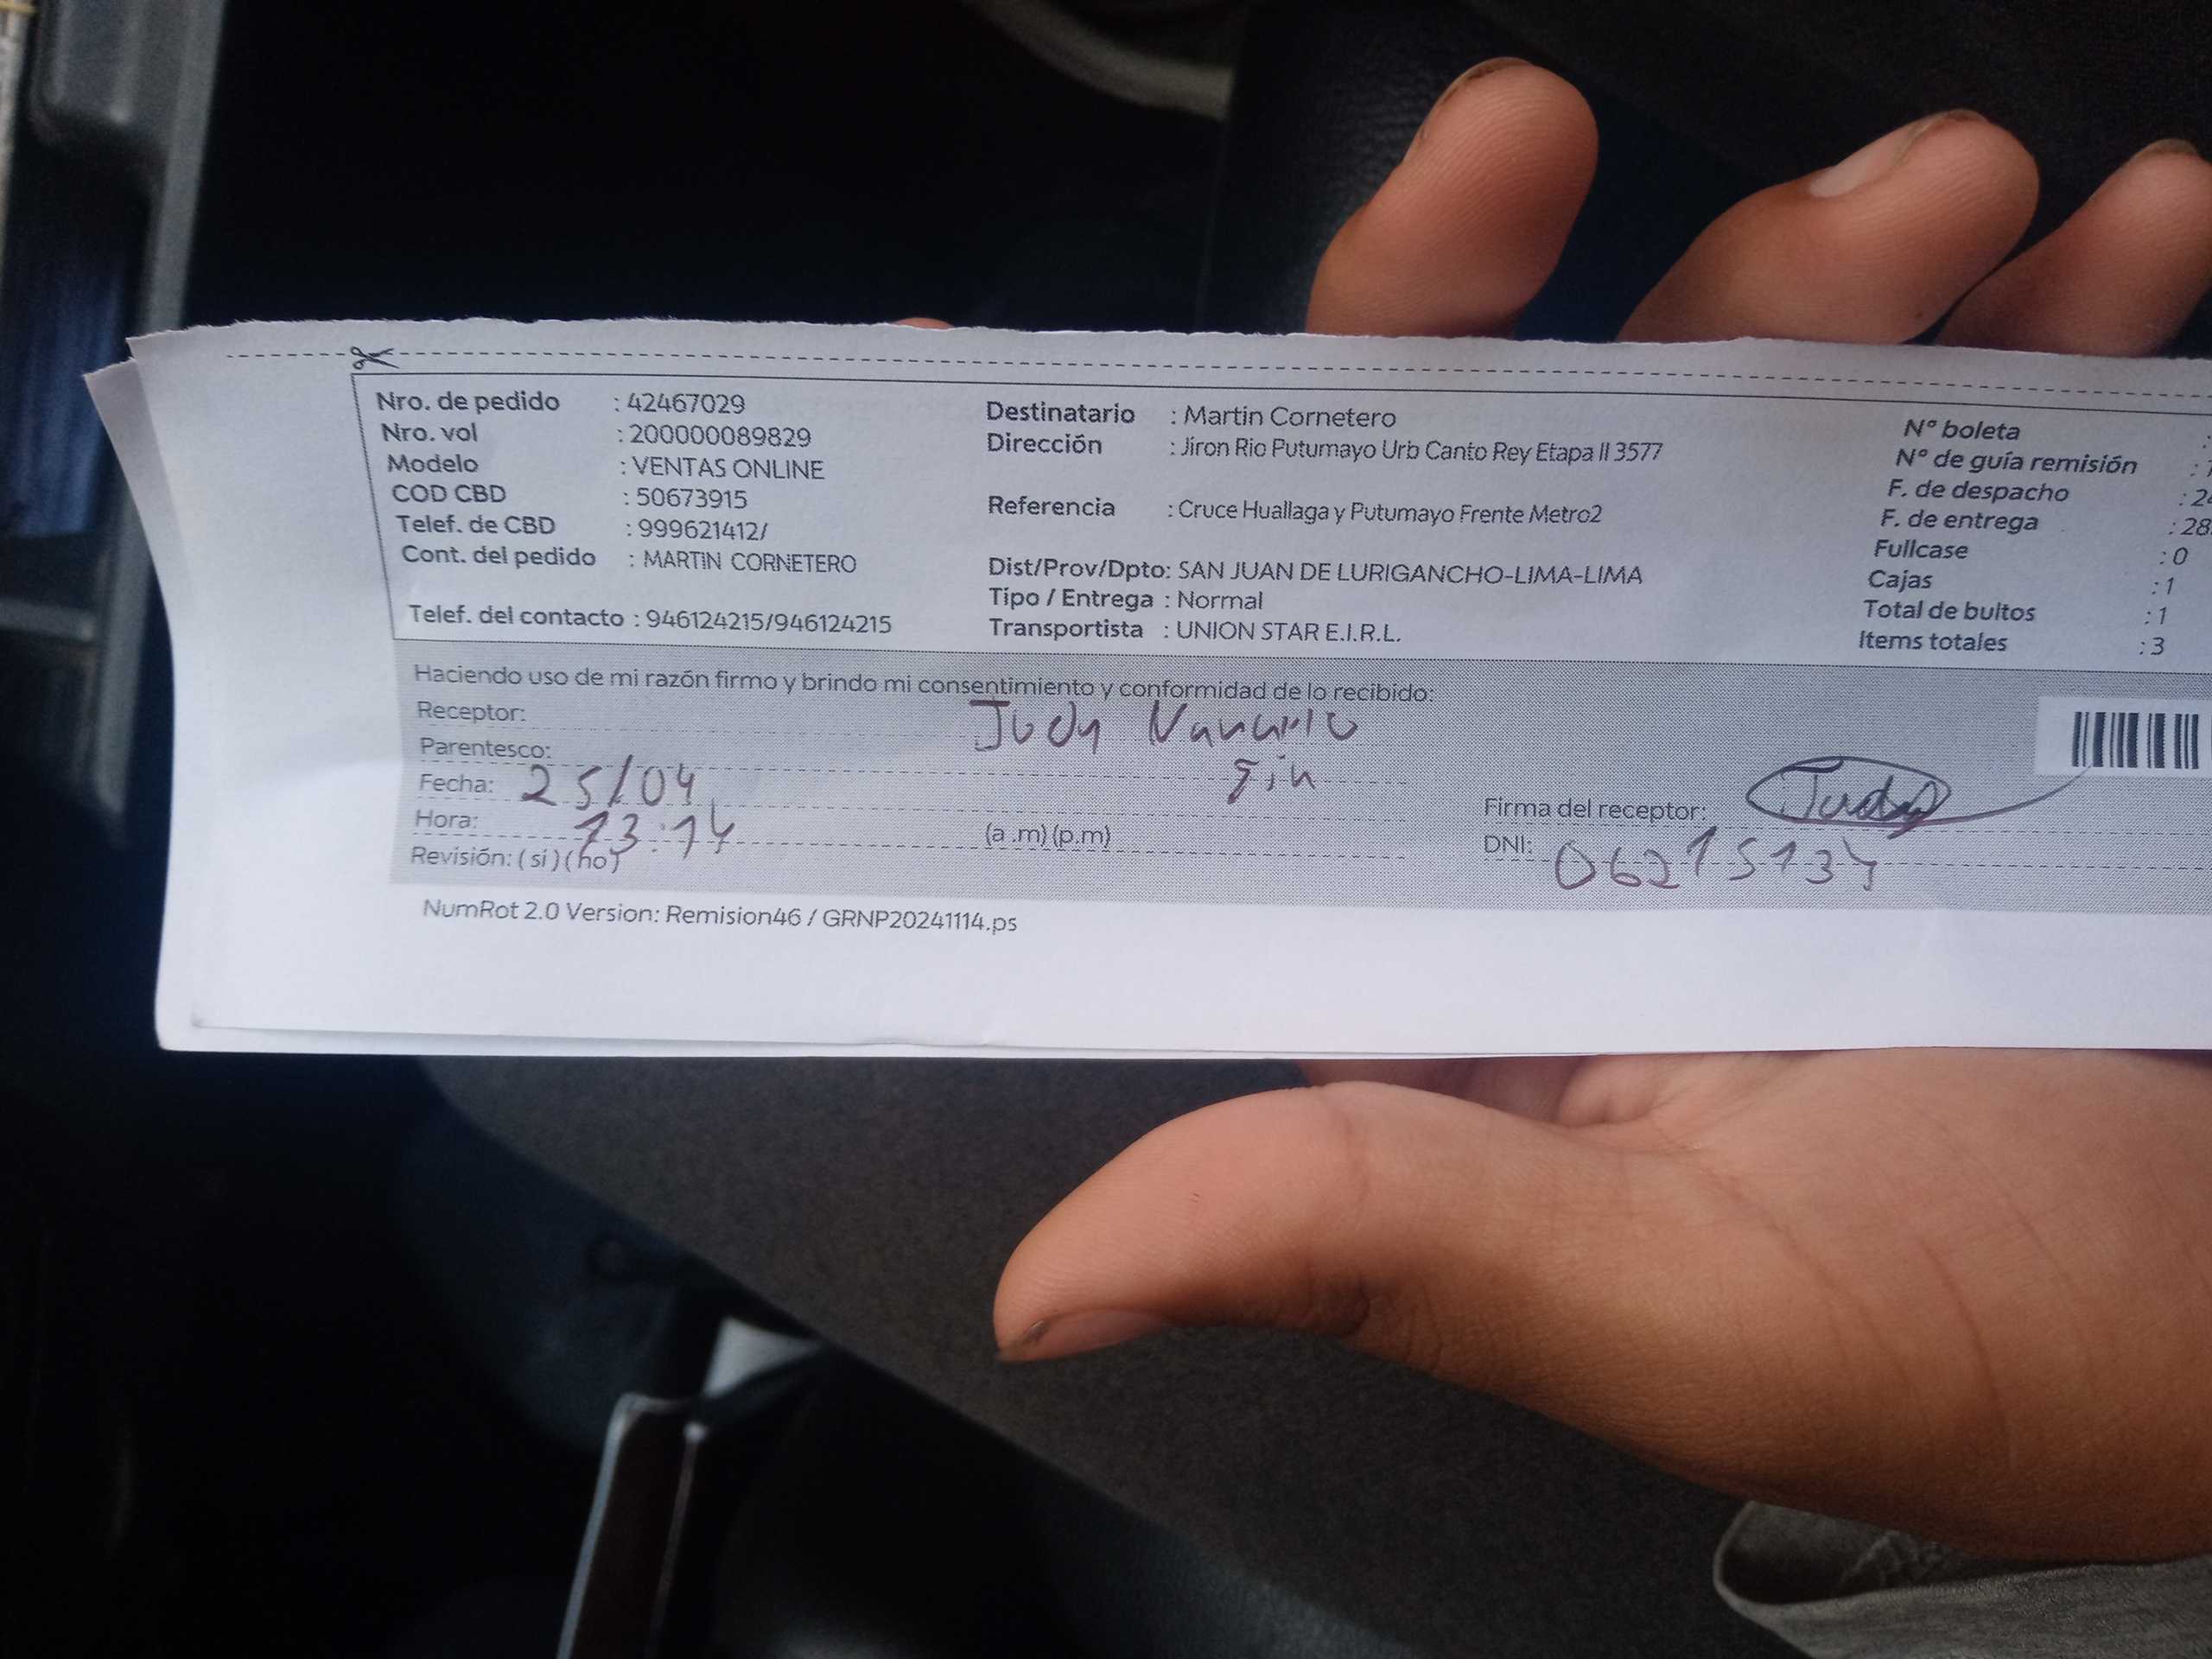 Nro. de pedido : 42467029
Nro. vol : 200000089829
Modelo : VENTAS ONLINE
COD CBD : 50673915
Telef. de CBD : 999621412/
Cont. del pedido : MARTIN CORNETERO
Telef. del contacto : 946124215/946124215
Destinatario : Martin Cornetero
Dirección : Jiron Rio Putumayo Urb Canto Rey Etapa II 3577
Referencia : Cruce Huallaga y Putumayo Frente Metro2
Dist/Prov/Dpto: SAN JUAN DE LURIGANCHO-LIMA-LIMA
Tipo / Entrega : Normal
Transportista : UNION STAR E.I.R.L.
N° boleta :
N° de guía remisión :
F. de despacho : 2
F. de entrega : 28
Fullcase : 0
Cajas : 1
Total de bultos : 1
Items totales : 3
Haciendo uso de mi razón firmo y brindo mi consentimiento y conformidad de lo recibido:
Receptor: Judy
Parentesco:
Fecha: 25/04
Hora: 13:14 (a .m) (p.m)
Revisión: ( si ) ( no )
Firma del receptor: Judy
DNI: 06215134
NumRot 2.0 Version: Remision46 / GRNP20241114.ps